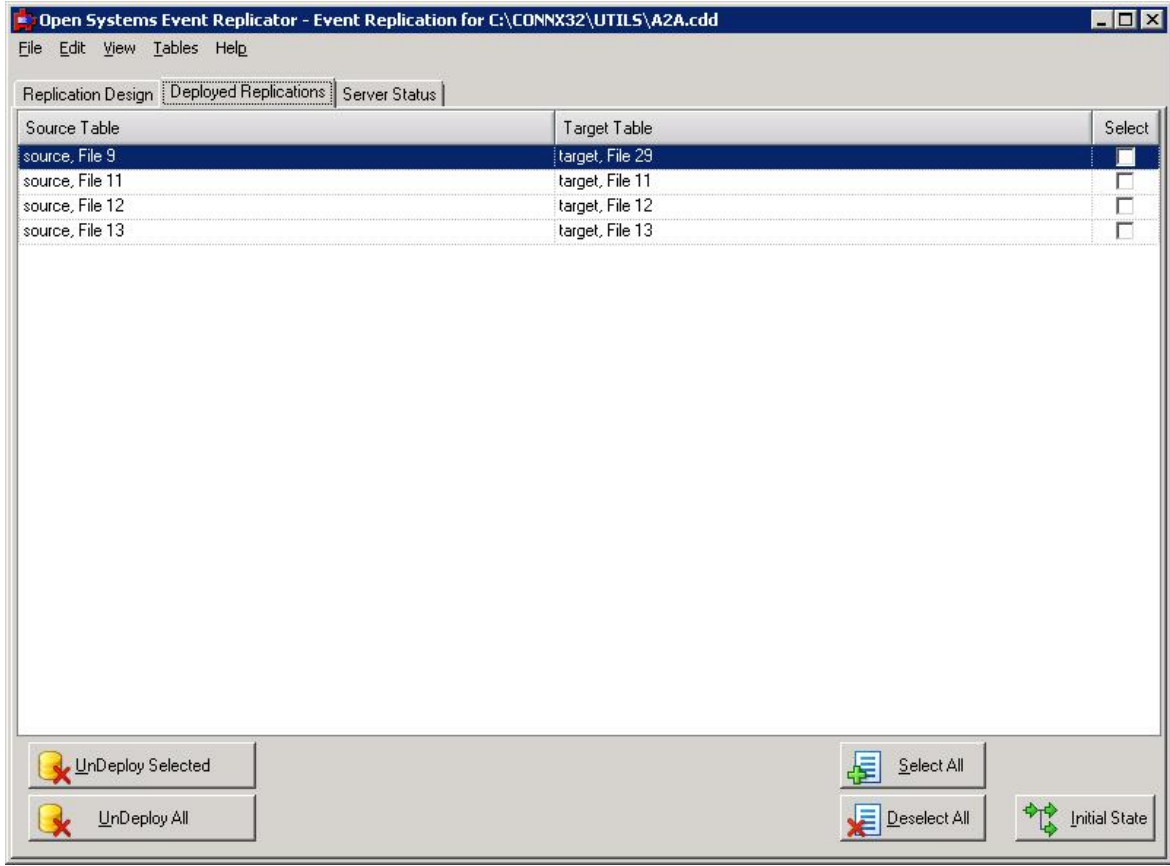 Open Systems Event Replicator - Event Replication for C:\CONNX32\UTILS\A2A.cdd
File Edit View Tables Help
Replication Design Deployed Replications Server Status
Source Table Target Table Select
source, File 9 target, File 29
source, File 11 target, File 11
source, File 12 target, File 12
source, File 13 target, File 13
UnDeploy Selected Select All
UnDeploy All Deselect All Initial State